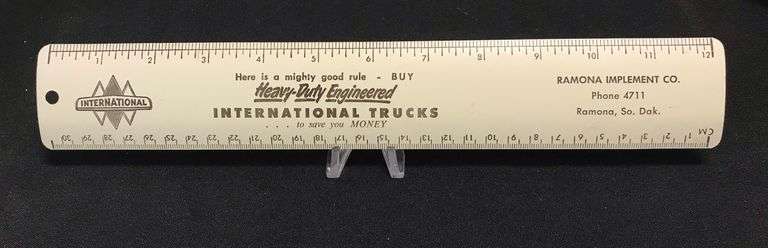 1 2 3 4 5 6 7 8 9 10 11 12
Here is a mighty good rule - BUY
Heavy-Duty Engineered
INTERNATIONAL TRUCKS
. . . to save you MONEY
INTERNATIONAL
RAMONA IMPLEMENT CO.
Phone 4711
Ramona, So. Dak.
30 29 28 27 26 25 24 23 22 21 20 19 18 17 16 15 14 13 12 11 10 9 8 7 6 5 4 3 2 1 CM